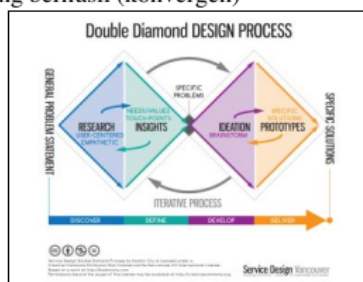 berhasil (konvergen)
Double Diamond DESIGN PROCESS
GENERAL PROBLEM STATEMENT
RESEARCH
USER-CENTERED
EMPATHETIC
NEEDS/VALUES
TOUCH-POINTS
INSIGHTS
SPECIFIC
PROBLEMS
IDEATION
BRAINSTORM
SPECIFIC
SOLUTIONS
PROTOTYPES
SPECIFIC SOLUTIONS
ITERATIVE PROCESS
DISCOVER
DEFINE
DEVELOP
DELIVER
Service Design Vancouver